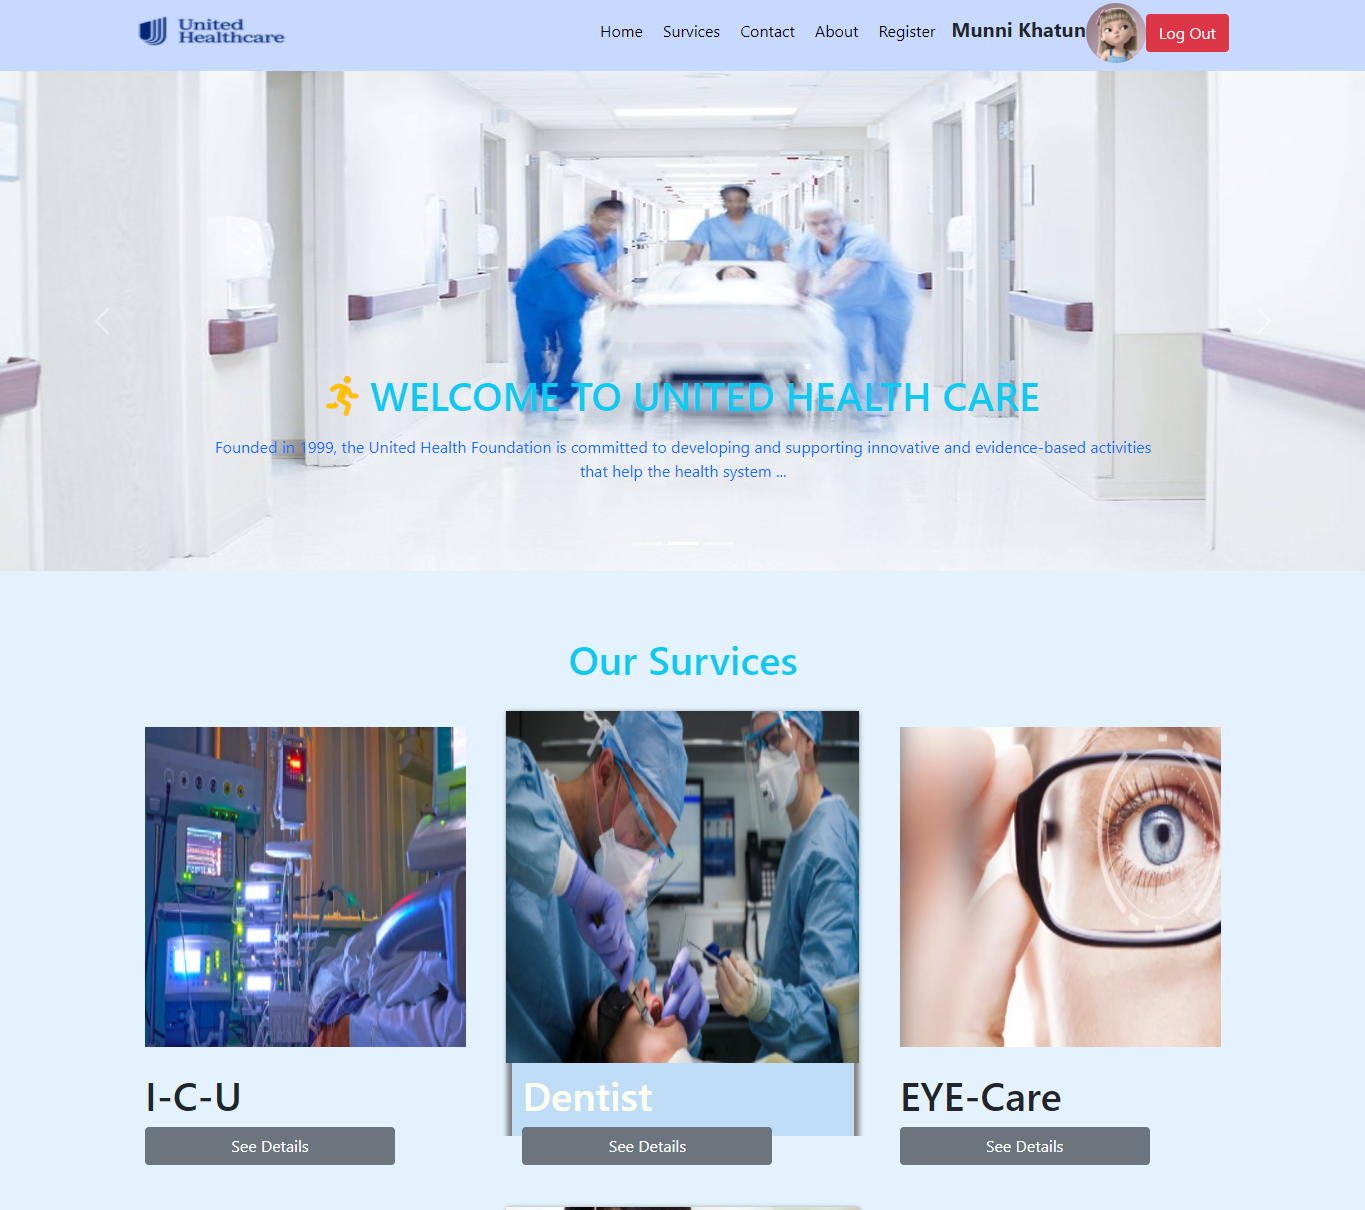 United
Healthcare
Home Services Contact About Register Munni Khatun Log Out
WELCOME TO UNITED HEALTH CARE
Founded in 1999, the United Health Foundation is committed to developing and supporting innovative and evidence-based activities
that help the health system ...
Our Survices
I-C-U Dentist EYE-Care
See Details See Details See Details